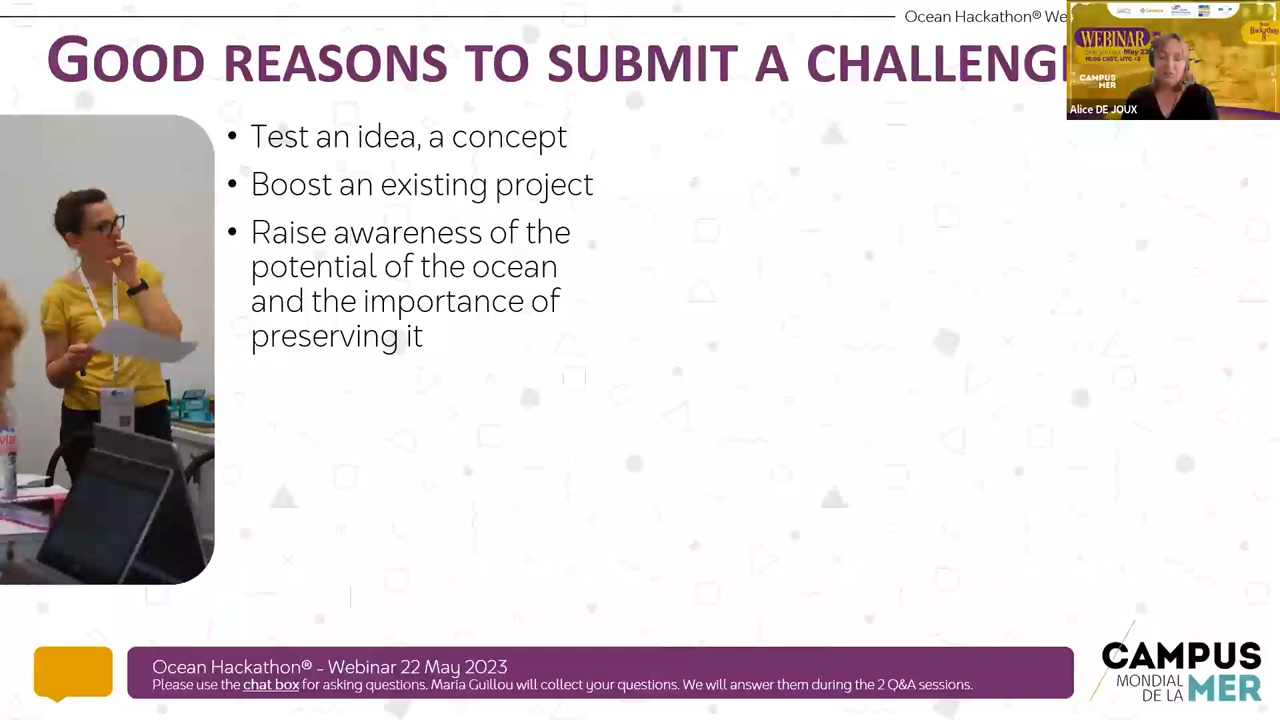 Ocean Hackathon® We
GOOD REASONS TO SUBMIT A CHALLENG
WEBINAR
May 22
CAMPUS
MER
Alice DE JOUX
• Test an idea, a concept
• Boost an existing project
• Raise awareness of the
potential of the ocean
and the importance of
preserving it
Ocean Hackathon® - Webinar 22 May 2023
Please use the chat box for asking questions. Maria Guillou will collect your questions. We will answer them during the 2 Q&A sessions.
CAMPUS
MONDIAL
DE LA MER